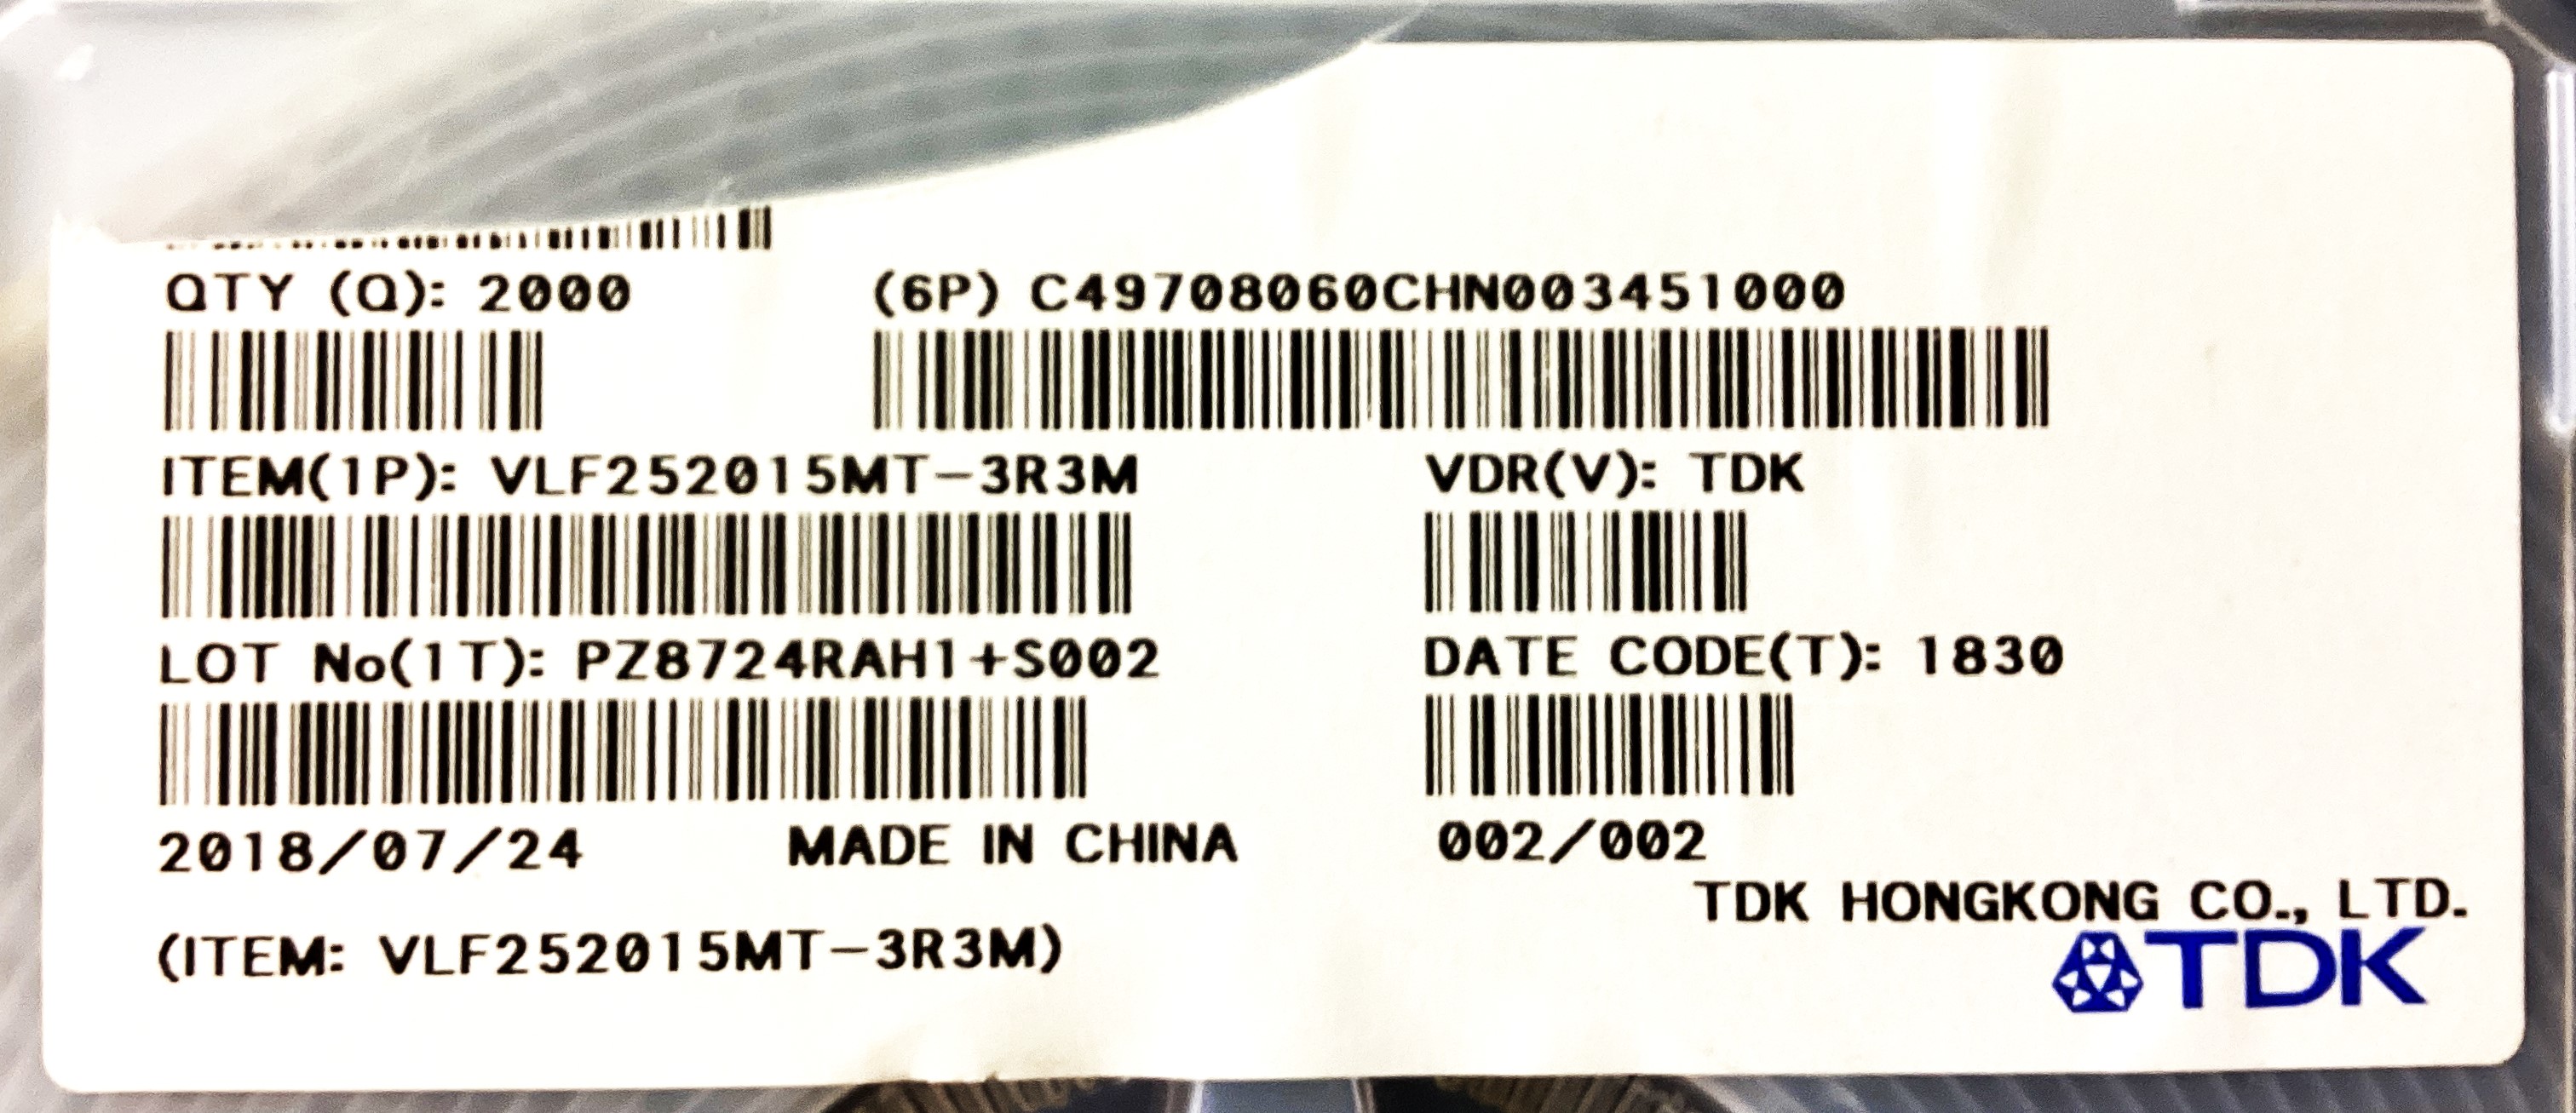 QTY (Q): 2000 (6P) C49708060CHN003451000
ITEM(1P): VLF252015MT-3R3M VDR(V): TDK
LOT No(1T): PZ8724RAH1+S002 DATE CODE(T): 1830
2018/07/24 MADE IN CHINA 002/002
TDK HONGKONG CO., LTD.
(ITEM: VLF252015MT-3R3M)
TDK